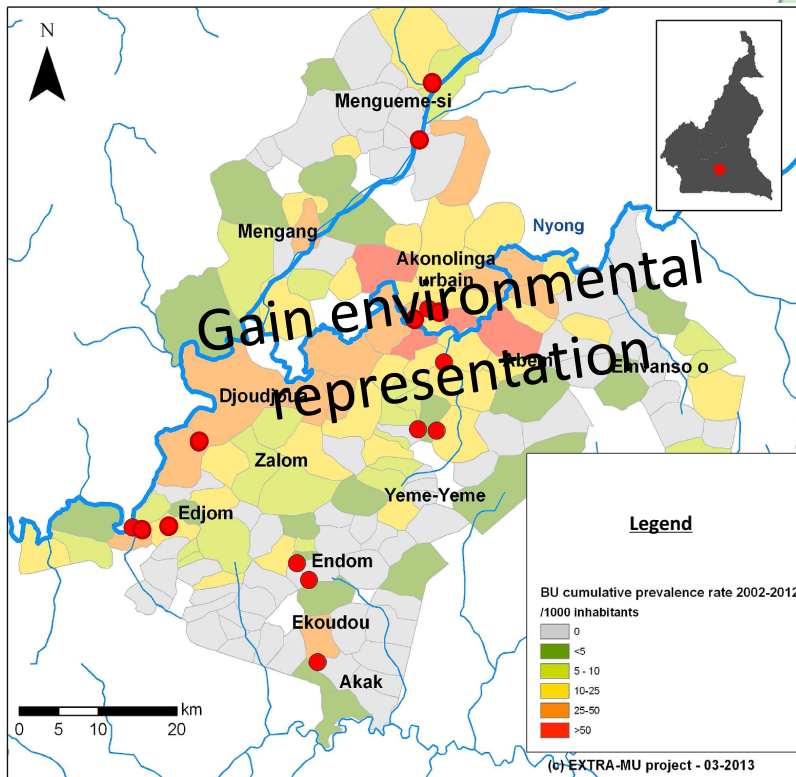 N
Mengueme-si
Mengang
Nyong
Akonolinga
urbain
Gain environmental
representation
Abem
Emvanso o
Djoudjoua
Zalom
Yeme-Yeme
Edjom
Endom
Ekoudou
Akak
km
0 5 10 20
Legend
BU cumulative prevalence rate 2002-2012
/1000 inhabitants
0
<5
5 - 10
10-25
25-50
>50
(c) EXTRA-MU project - 03-2013